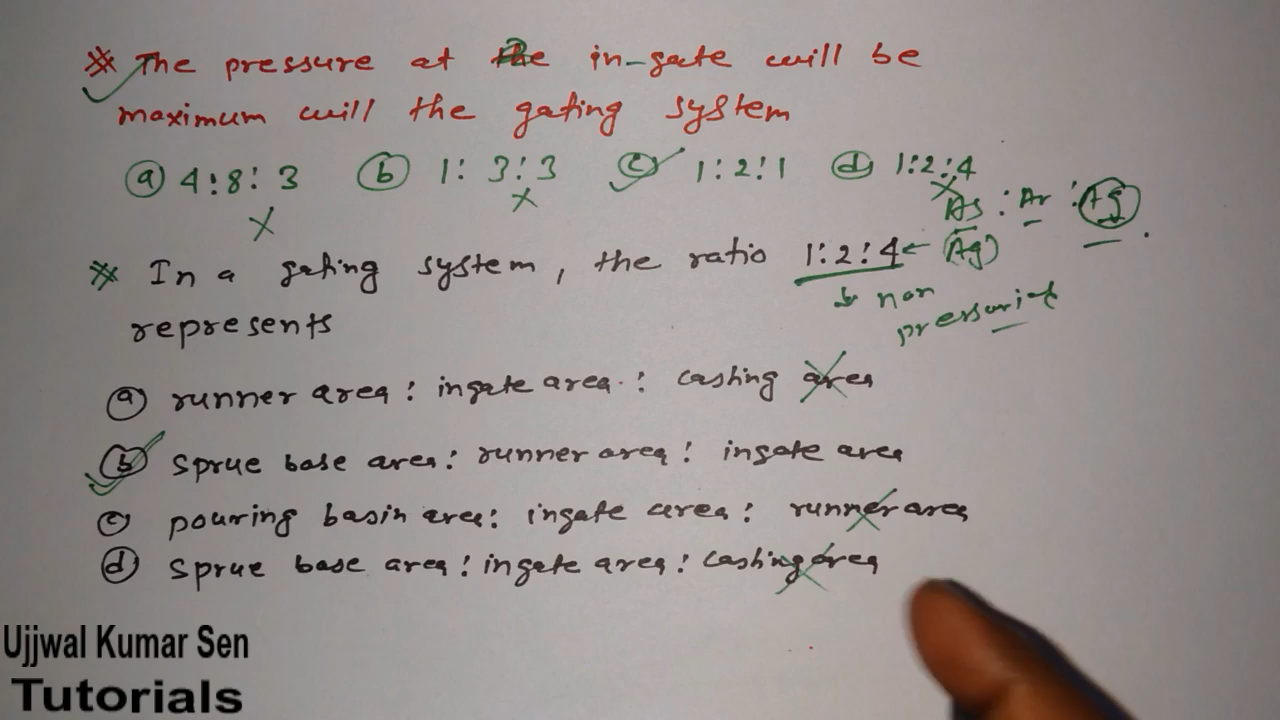 ※ The pressure at the in-gate will be
maximum will the gating system
(a) 4:8:3 (b) 1:3:3 (c) 1:2:1 (d) 1:2:4
As : Ar : Ag
※ In a gating system, the ratio 1:2:4 ← (Ag)
non
represents
(a) runner area : ingate area : casting area
(b) sprue base area : runner area : ingate area
(c) pouring basin area : ingate area : runner area
(d) sprue base area : ingate area : casting area
Ujjwal Kumar Sen
Tutorials